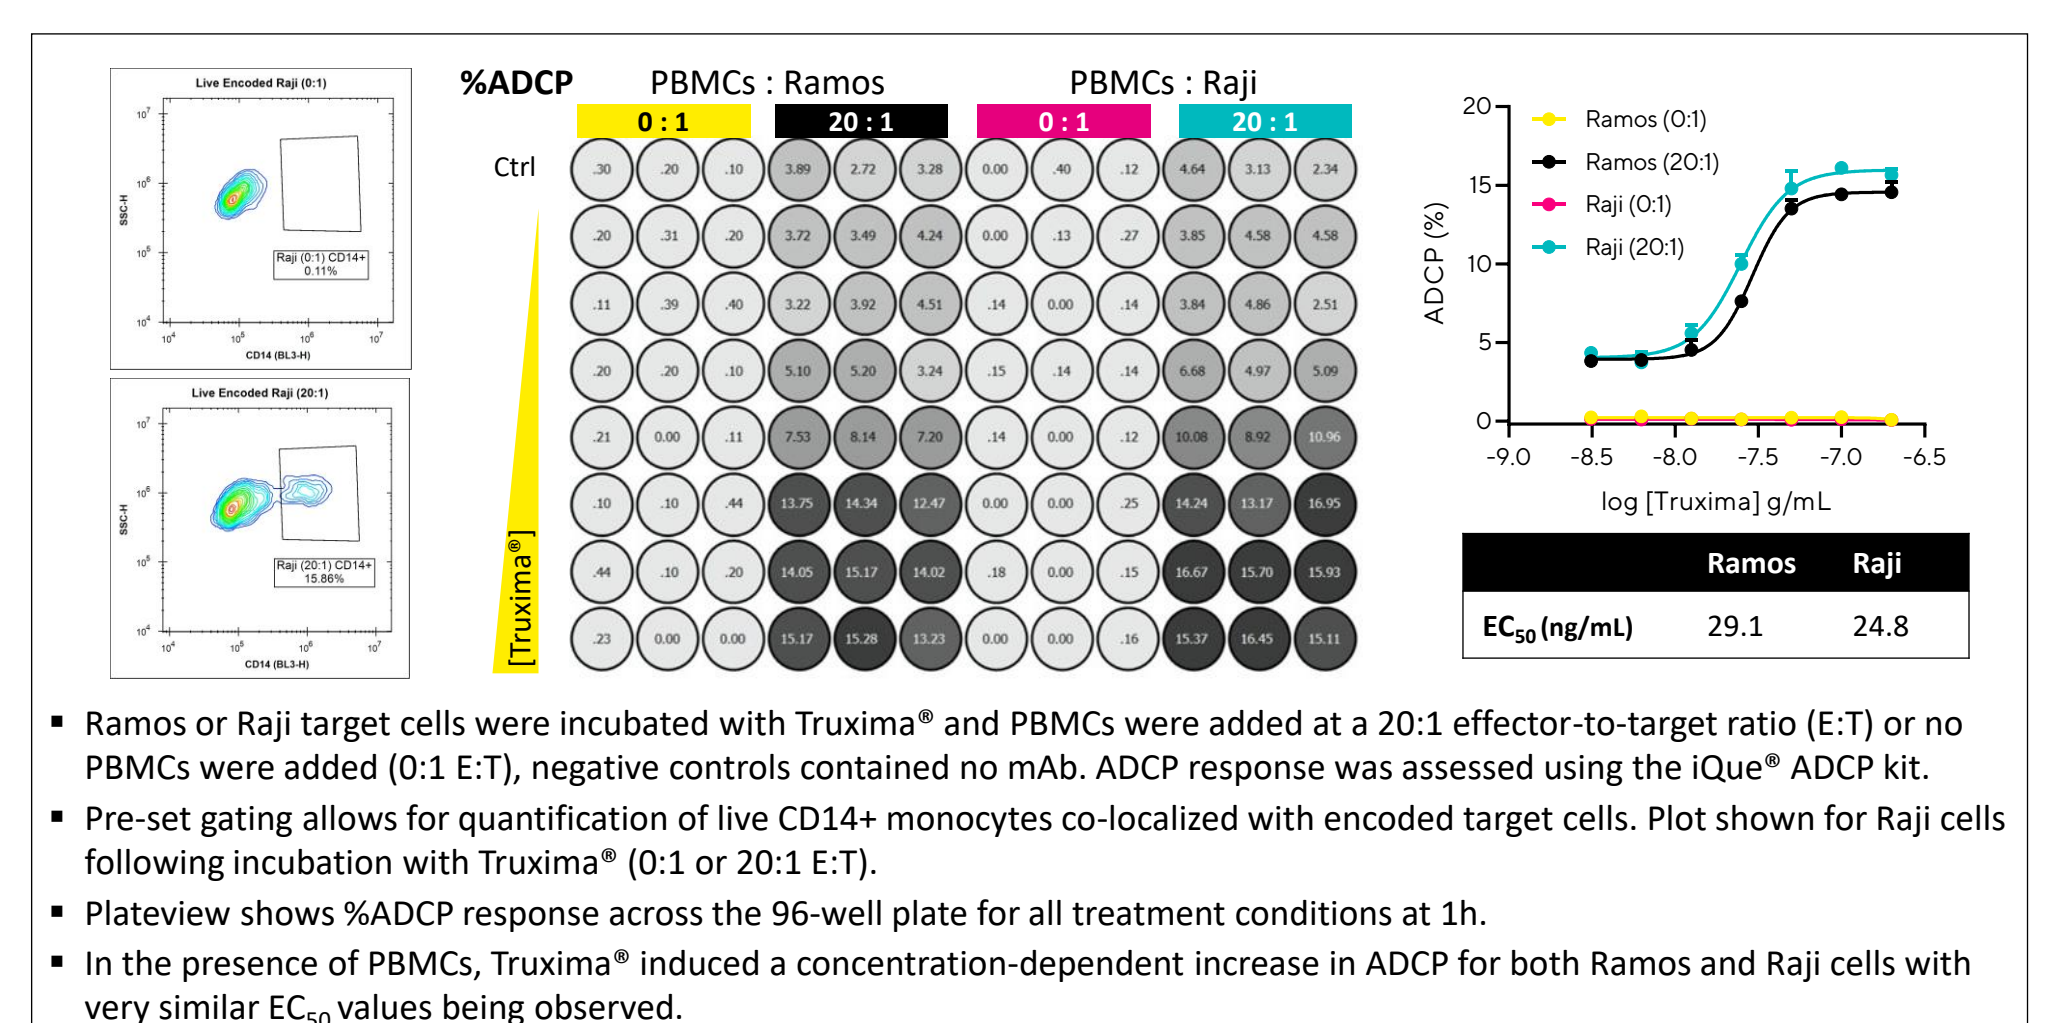 Live Encoded Raji (0:1)
10⁷
10⁶
10⁵
10⁴
SSC-H
Raji (0:1) CD14+
0.11%
10⁴ 10⁵ 10⁶ 10⁷
CD14 (BL3-H)
Live Encoded Raji (20:1)
10⁷
10⁶
10⁵
10⁴
SSC-H
Raji (20:1) CD14+
15.86%
10⁴ 10⁵ 10⁶ 10⁷
CD14 (BL3-H)
%ADCP PBMCs : Ramos PBMCs : Raji
0 : 1 20 : 1 0 : 1 20 : 1
Ctrl .30 .20 .10 3.89 2.72 3.28 0.00 .40 .12 4.64 3.13 2.34
.20 .31 .20 3.72 3.49 4.24 0.00 .13 .27 3.85 4.58 4.58
.11 .39 .40 3.22 3.92 4.51 .14 0.00 .14 3.84 4.86 2.51
.20 .20 .10 5.10 5.20 3.24 .15 .14 .14 6.68 4.97 5.09
.21 0.00 .11 7.53 8.14 7.20 .14 0.00 .12 10.08 8.92 10.96
.10 .10 .44 13.75 14.34 12.47 0.00 0.00 .25 14.24 13.17 16.95
.44 .10 .20 14.05 15.17 14.02 .18 0.00 .15 16.67 15.70 15.93
.23 0.00 0.00 15.17 15.28 13.23 0.00 0.00 .16 15.37 16.45 15.11
[Truxima®]
Ramos (0:1)
Ramos (20:1)
Raji (0:1)
Raji (20:1)
20
15
10
5
0
ADCP (%)
-9.0 -8.5 -8.0 -7.5 -7.0 -6.5
log [Truxima] g/mL
Ramos Raji
EC₅₀ (ng/mL) 29.1 24.8
▪ Ramos or Raji target cells were incubated with Truxima® and PBMCs were added at a 20:1 effector-to-target ratio (E:T) or no
PBMCs were added (0:1 E:T), negative controls contained no mAb. ADCP response was assessed using the iQue® ADCP kit.
▪ Pre-set gating allows for quantification of live CD14+ monocytes co-localized with encoded target cells. Plot shown for Raji cells
following incubation with Truxima® (0:1 or 20:1 E:T).
▪ Plateview shows %ADCP response across the 96-well plate for all treatment conditions at 1h.
▪ In the presence of PBMCs, Truxima® induced a concentration-dependent increase in ADCP for both Ramos and Raji cells with
very similar EC₅₀ values being observed.